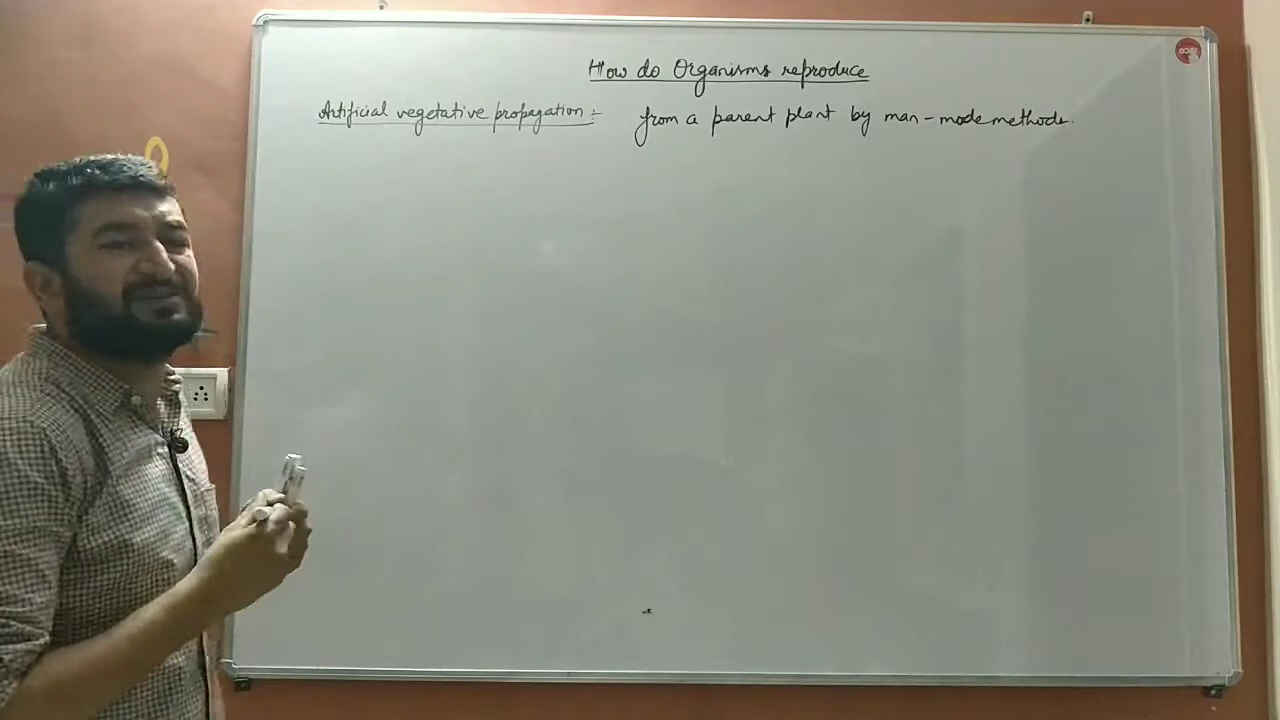 How do Organisms reproduce
Artificial vegetative propagation :- from a parent plant by man-made methods.